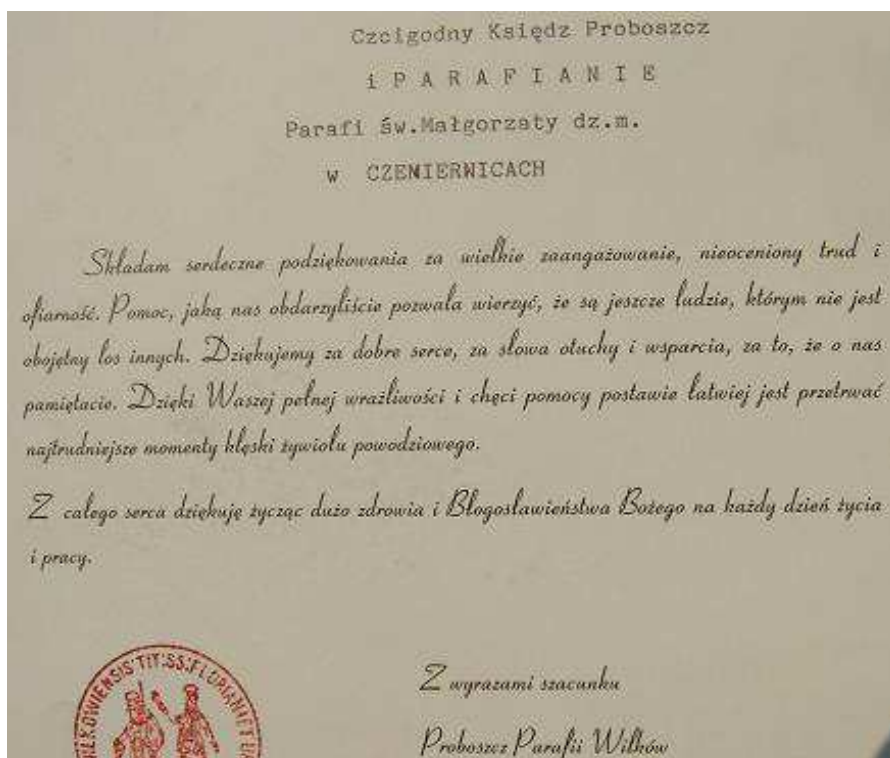 Czcigodny Ksiądz Proboszcz
i P A R A F I A N I E
Parafi św.Małgorzaty dz.m.
w CZEMIERNICACH
Składam serdeczne podziękowania za wielkie zaangażowanie, nieoceniony trud i
ofiarność. Pomoc, jaką nas obdarzyliście pozwala wierzyć, że są jeszcze ludzie, którym nie jest
obojętny los innych. Dziękujemy za dobre serce, za słowa otuchy i wsparcia, za to, że o nas
pamiętacie. Dzięki Waszej pełnej wrażliwości i chęci pomocy postawie łatwiej jest przetrwać
najtrudniejsze momenty klęski żywiołu powodziowego.
Z całego serca dziękuję życząc dużo zdrowia i Błogosławieństwa Bożego na każdy dzień życia
i pracy.
Z wyrazami szacunku
Proboszcz Parafii Wilków